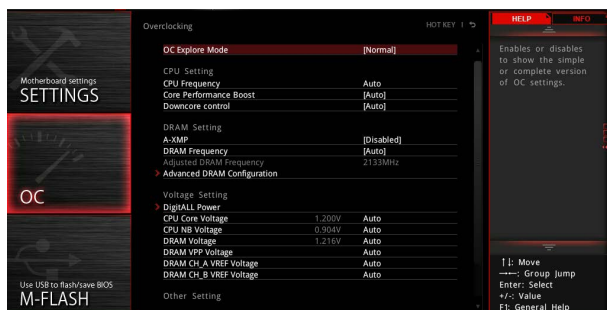 Overclocking
HOT KEY | ↰
HELP
INFO
Motherboard settings
SETTINGS
OC
Use USB to flash/save BIOS
M-FLASH
OC Explore Mode [Normal]
CPU Setting
CPU Frequency Auto
Core Performance Boost [Auto]
Downcore control [Auto]
DRAM Setting
A-XMP [Disabled]
DRAM Frequency [Auto]
Adjusted DRAM Frequency 2133MHz
Advanced DRAM Configuration
Voltage Setting
DigitALL Power
CPU Core Voltage 1.200V Auto
CPU NB Voltage 0.904V Auto
DRAM Voltage 1.216V Auto
DRAM VPP Voltage Auto
DRAM CH_A VREF Voltage Auto
DRAM CH_B VREF Voltage Auto
Other Setting
Enables or disables
to show the simple
or complete version
of OC settings.
↑↓: Move
→←: Group Jump
Enter: Select
+/-: Value
F1: General Help